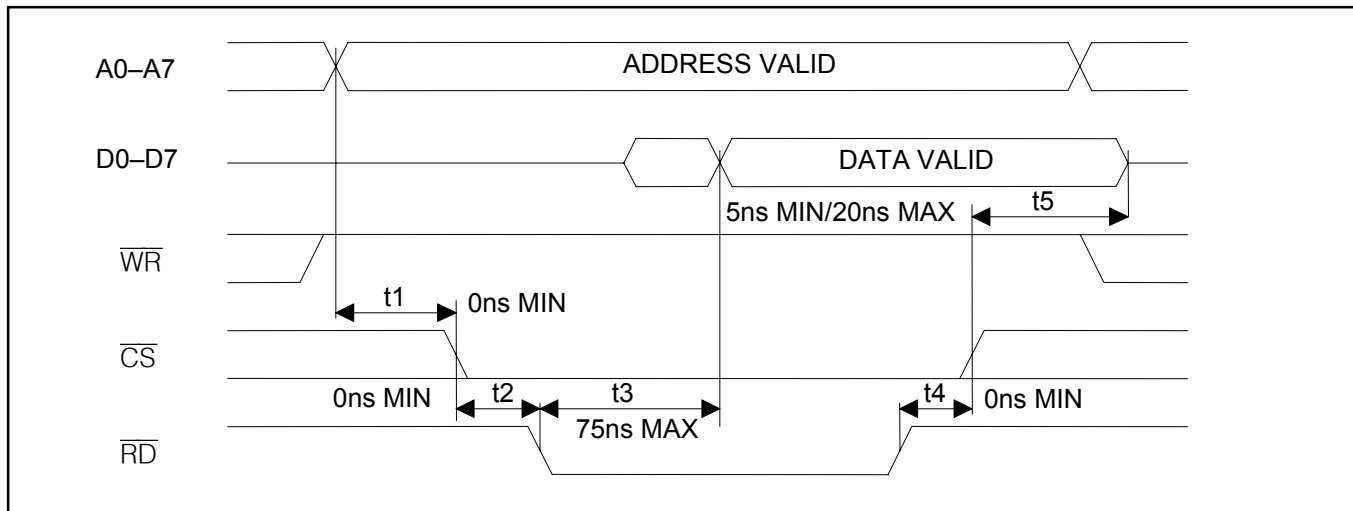 A0–A7
ADDRESS VALID
D0–D7
DATA VALID
5ns MIN/20ns MAX
t5
WR
t1
0ns MIN
CS
0ns MIN
t2
t3
t4
0ns MIN
75ns MAX
RD